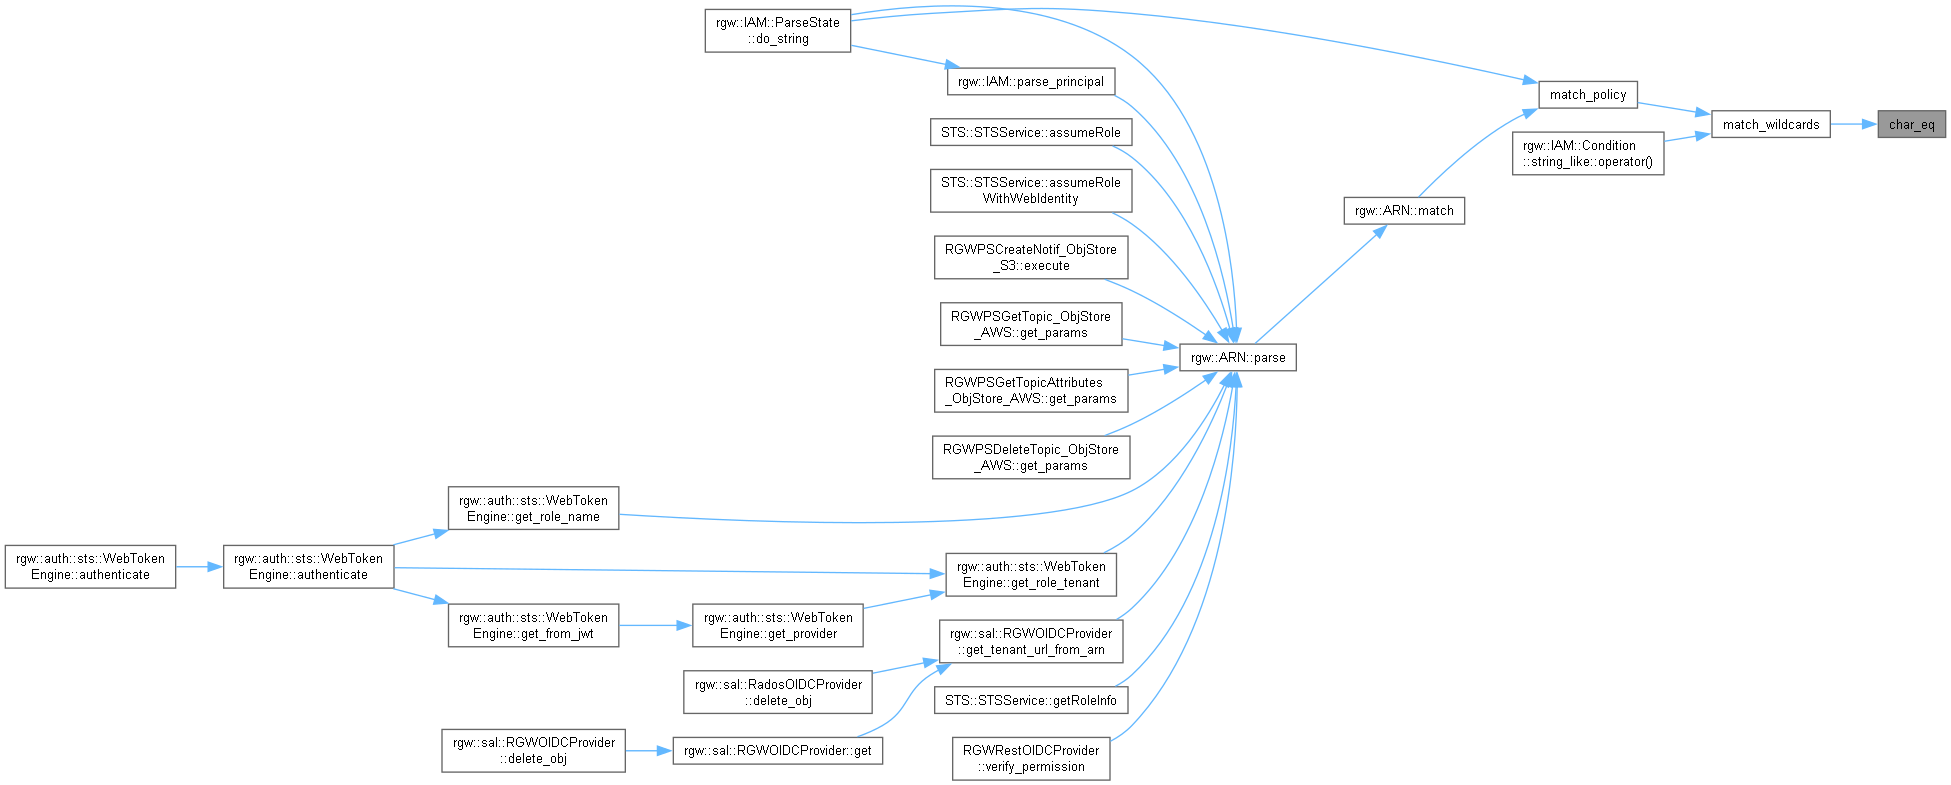 rgw::IAM::ParseState
::do_string
rgw::IAM::parse_principal
match_policy
STS::STSService::assumeRole
match_wildcards
char_eq
rgw::IAM::Condition
::string_like::operator()
STS::STSService::assumeRole
WithWebIdentity
rgw::ARN::match
RGWPSCreateNotif_ObjStore
_S3::execute
RGWPSGetTopic_ObjStore
_AWS::get_params
rgw::ARN::parse
RGWPSGetTopicAttributes
_ObjStore_AWS::get_params
RGWPSDeleteTopic_ObjStore
_AWS::get_params
rgw::auth::sts::WebToken
Engine::get_role_name
rgw::auth::sts::WebToken
Engine::authenticate
rgw::auth::sts::WebToken
Engine::authenticate
rgw::auth::sts::WebToken
Engine::get_role_tenant
rgw::auth::sts::WebToken
Engine::get_from_jwt
rgw::auth::sts::WebToken
Engine::get_provider
rgw::sal::RGWOIDCProvider
::get_tenant_url_from_arn
rgw::sal::RadosOIDCProvider
::delete_obj
STS::STSService::getRoleInfo
rgw::sal::RGWOIDCProvider
::delete_obj
rgw::sal::RGWOIDCProvider::get
RGWRestOIDCProvider
::verify_permission